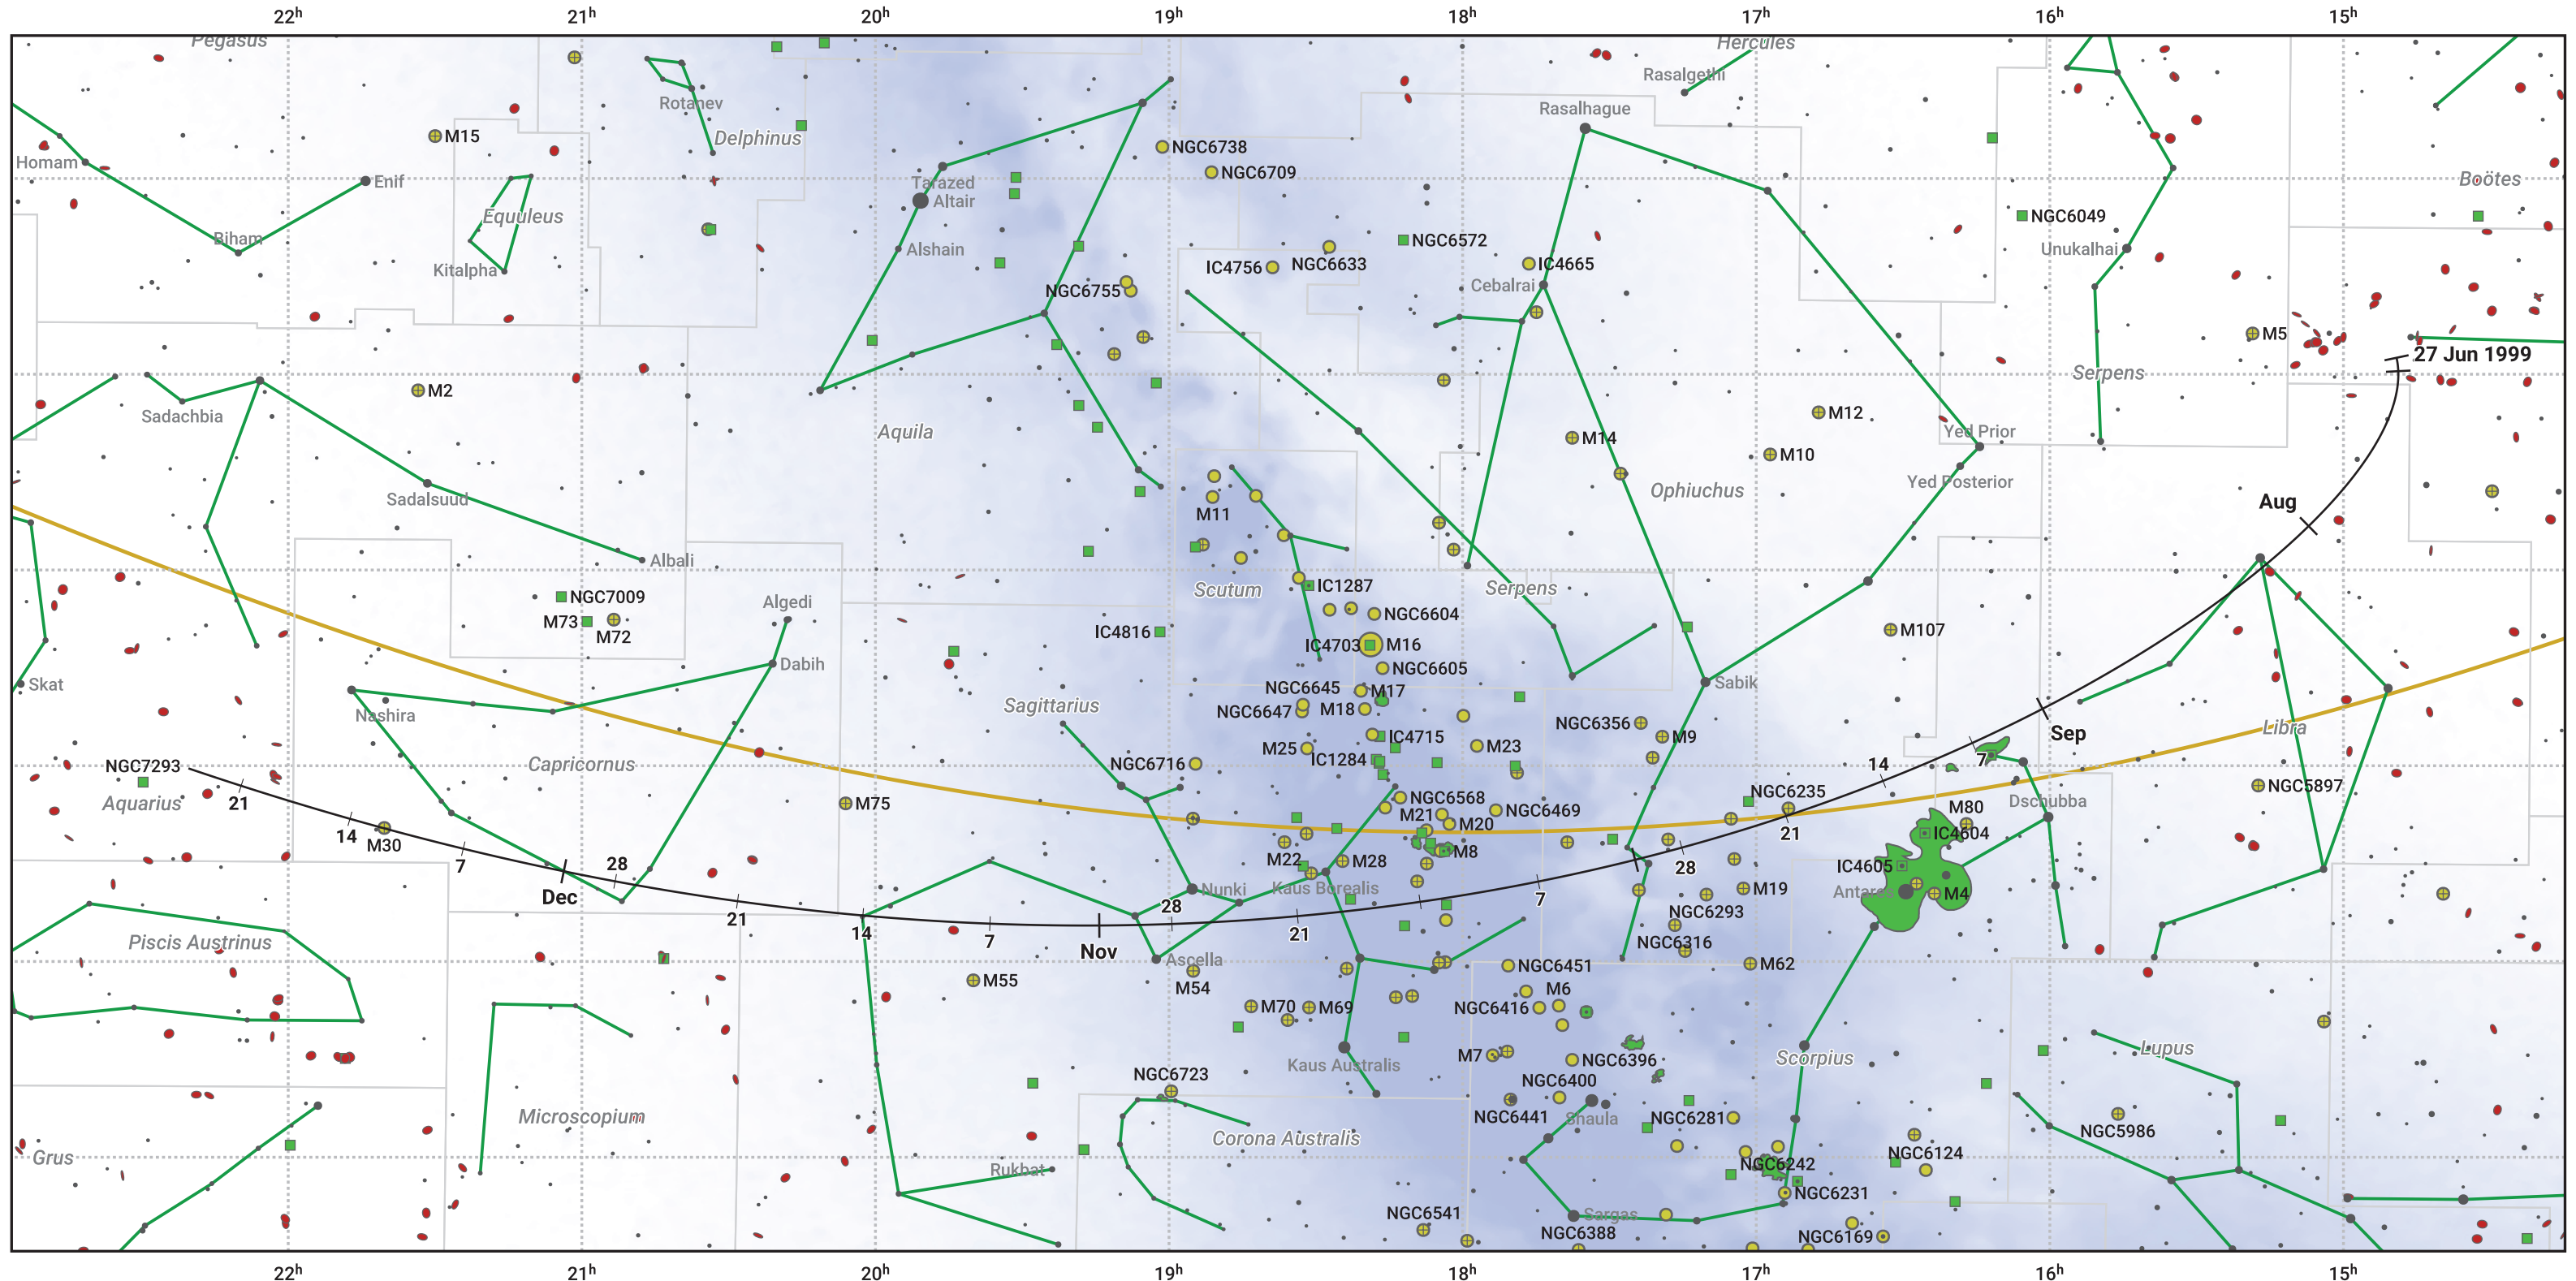 22h 21h 20h 19h 18h 17h 16h 15h
Pegasus
Hercules
Rasalgethi
Rotanev
Rasalhague
M15
Delphinus
NGC6738
Homam
NGC6709
Enif
Tarazed
Boötes
Altair
Equuleus
NGC6049
Biham
Alshain
NGC6572
Unukalhai
Kitalpha
IC4756
NGC6633
IC4665
Cebalrai
NGC6755
M5
27 Jun 1999
Serpens
M2
Sadachbia
M12
Aquila
M14
Yed Prior
M10
Yed Posterior
Ophiuchus
Sadalsuud
Aug
M11
Albali
IC1287
Scutum
Serpens
NGC7009
Algedi
NGC6604
M73
M72
IC4816
M107
IC4703
M16
Dabih
NGC6605
Skat
Sabik
NGC6645
M17
Nashira
Sagittarius
NGC6647
M18
NGC6356
Libra
Sep
IC4715
M9
M25
M23
IC1284
7
NGC7293
Capricornus
NGC6716
14
NGC5897
21
Aquarius
M75
NGC6568
NGC6235
Dschubba
M80
NGC6469
M21
M20
14
M30
21
IC4604
7
28
M22
M28
M8
28
IC4605
Dec
Nunki
Kaus Borealis
M19
Antares
M4
21
28
7
NGC6293
14
7
21
Piscis Austrinus
Nov
NGC6316
Ascella
NGC6451
M62
M55
M54
M6
M70
M69
NGC6416
M7
NGC6396
Scorpius
Lupus
Kaus Australis
NGC6723
NGC6400
Microscopium
NGC6441
Shaula
NGC6281
NGC5986
Corona Australis
Grus
NGC6124
Rukbat
NGC6242
NGC6231
NGC6541
Sargas
NGC6388
NGC6169
22h 21h 20h 19h 18h 17h 16h 15h